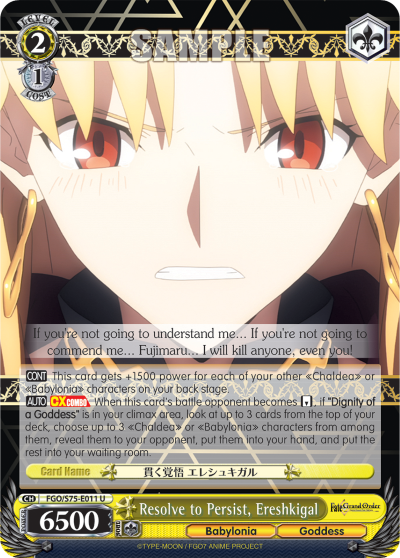 LEVEL
2
SAMPLE
1
COST
If you're not going to understand me... If you're not going to
commend me... Fujimaru... I will kill anyone, even you!
CONT This card gets +1500 power for each of your other «Chaldea» or
«Babylonia» characters on your back stage.
AUTO CXCOMBO When this card's battle opponent becomes [ ], if "Dignity of
a Goddess" is in your climax area, look at up to 3 cards from the top of your
deck, choose up to 3 «Chaldea» or «Babylonia» characters from among
them, reveal them to your opponent, put them into your hand, and put the
rest into your waiting room.
Card Name 貫く覚悟 エレシュキガル
CH FGO/S75-E011 U
Resolve to Persist, Ereshkigal
Fate Grand Order
POWER 6500
Babylonia Goddess
©TYPE-MOON / FGO7 ANIME PROJECT